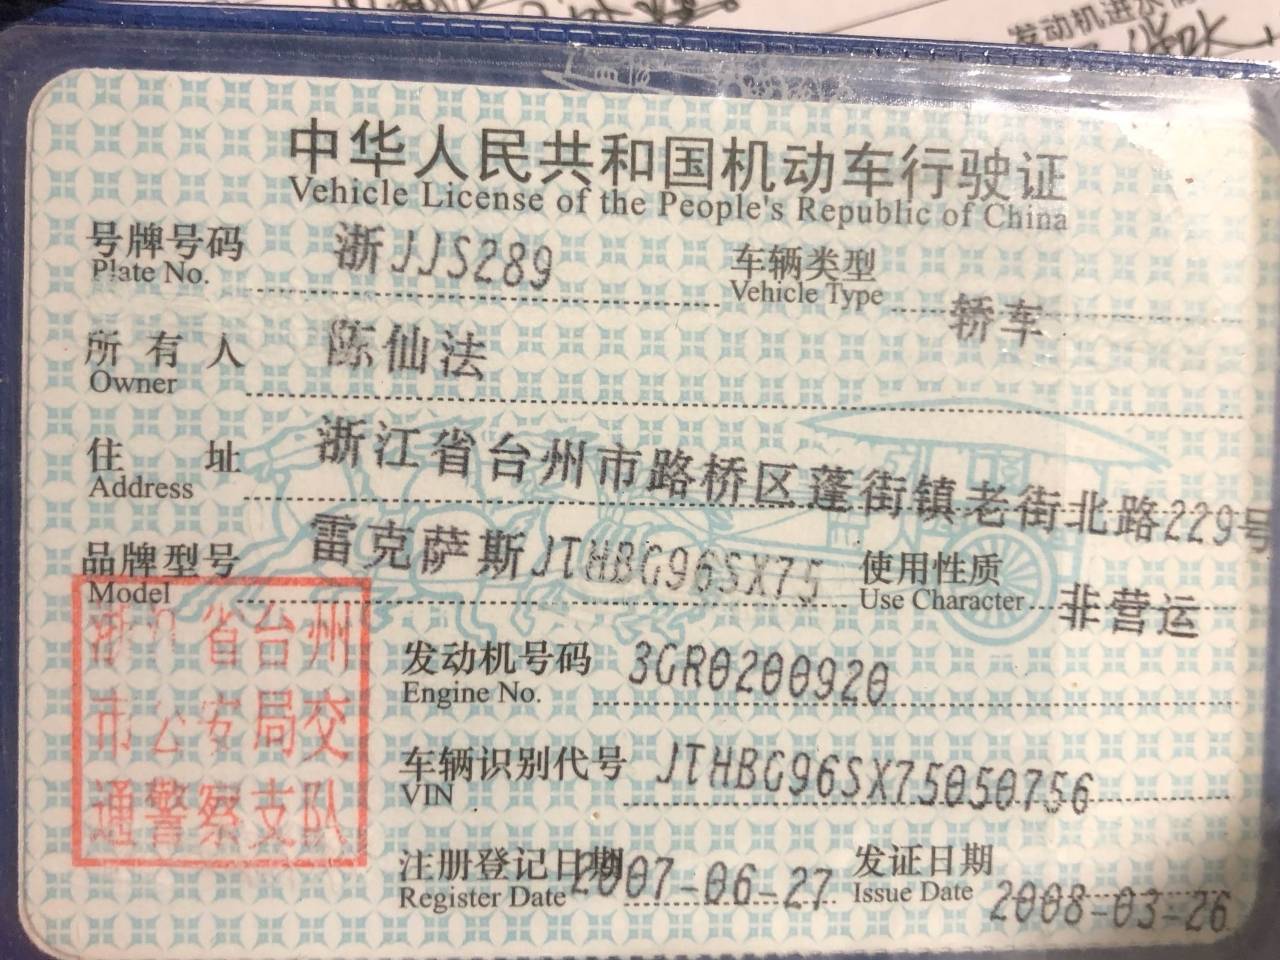 发动机进水
中华人民共和国机动车行驶证
Vehicle License of the People's Republic of China
号牌号码 浙JJS289 车辆类型 轿车
Plate No. Vehicle Type
所有人 陈仙法
Owner
住址 浙江省台州市路桥区蓬街镇老街北路229号
Address
品牌型号 雷克萨斯JTHBG96SX75 使用性质 非营运
Model Use Character
浙江省台州
市公安局交
通警察支队
发动机号码 3GR0200920
Engine No.
车辆识别代号 JTHBG96SX75050756
VIN
注册登记日期 2007-06-27 发证日期 2008-03-26
Register Date Issue Date